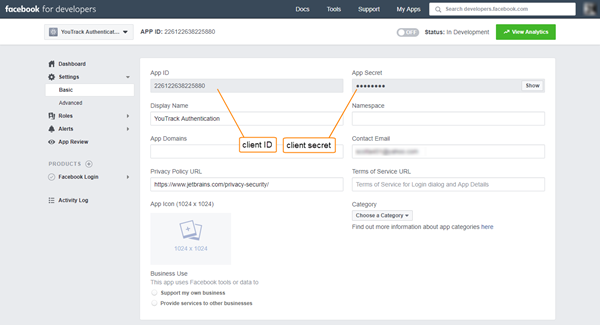 facebook for developers
Docs Tools Support My Apps Search developers.facebook.com
YouTrack Authenticat... APP ID: 226122638225880 OFF Status: In Development View Analytics
Dashboard
Settings
Basic
Advanced
Roles
Alerts
App Review
PRODUCTS
Facebook Login
Activity Log
App ID
226122638225880
App Secret
●●●●●●●● Show
Display Name
YouTrack Authentication
Namespace
client ID
client secret
App Domains
Contact Email
Privacy Policy URL
https://www.jetbrains.com/privacy-security/
Terms of Service URL
Terms of Service for Login dialog and App Details
App Icon (1024 x 1024)
1024 x 1024
Category
Choose a Category
Find out more information about app categories here
Business Use
This app uses Facebook tools or data to
Support my own business
Provide services to other businesses